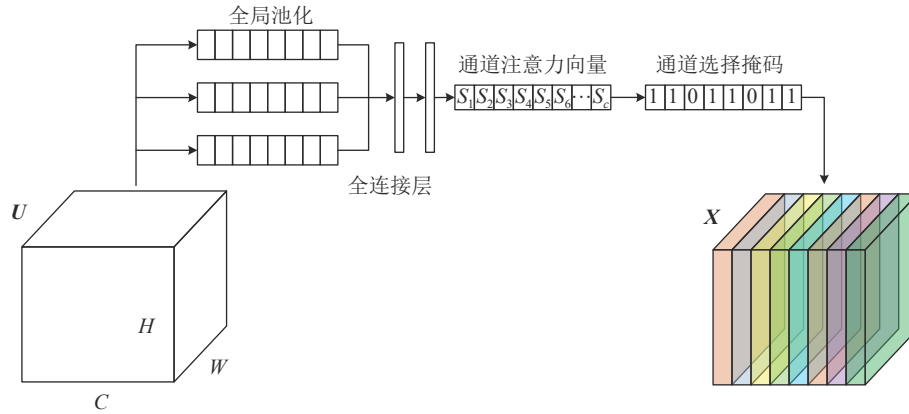 全局池化
通道注意力向量
通道选择掩码
S₁ S₂ S₃ S₄ S₅ S₆ ⋯ S_c
1 1 0 1 1 0 1 1
全连接层
U
X
H
W
C